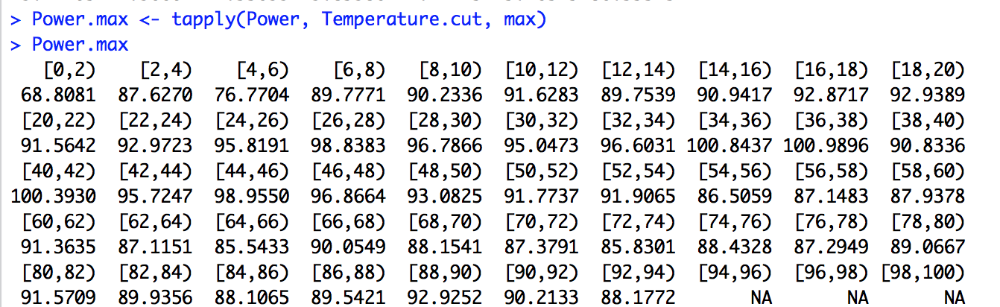 > Power.max <- tapply(Power, Temperature.cut, max)
> Power.max
[0,2) [2,4) [4,6) [6,8) [8,10) [10,12) [12,14) [14,16) [16,18) [18,20)
68.8081 87.6270 76.7704 89.7771 90.2336 91.6283 89.7539 90.9417 92.8717 92.9389
[20,22) [22,24) [24,26) [26,28) [28,30) [30,32) [32,34) [34,36) [36,38) [38,40)
91.5642 92.9723 95.8191 98.8383 96.7866 95.0473 96.6031 100.8437 100.9896 90.8336
[40,42) [42,44) [44,46) [46,48) [48,50) [50,52) [52,54) [54,56) [56,58) [58,60)
100.3930 95.7247 98.9550 96.8664 93.0825 91.7737 91.9065 86.5059 87.1483 87.9378
[60,62) [62,64) [64,66) [66,68) [68,70) [70,72) [72,74) [74,76) [76,78) [78,80)
91.3635 87.1151 85.5433 90.0549 88.1541 87.3791 85.8301 88.4328 87.2949 89.0667
[80,82) [82,84) [84,86) [86,88) [88,90) [90,92) [92,94) [94,96) [96,98) [98,100)
91.5709 89.9356 88.1065 89.5421 92.9252 90.2133 88.1772 NA NA NA